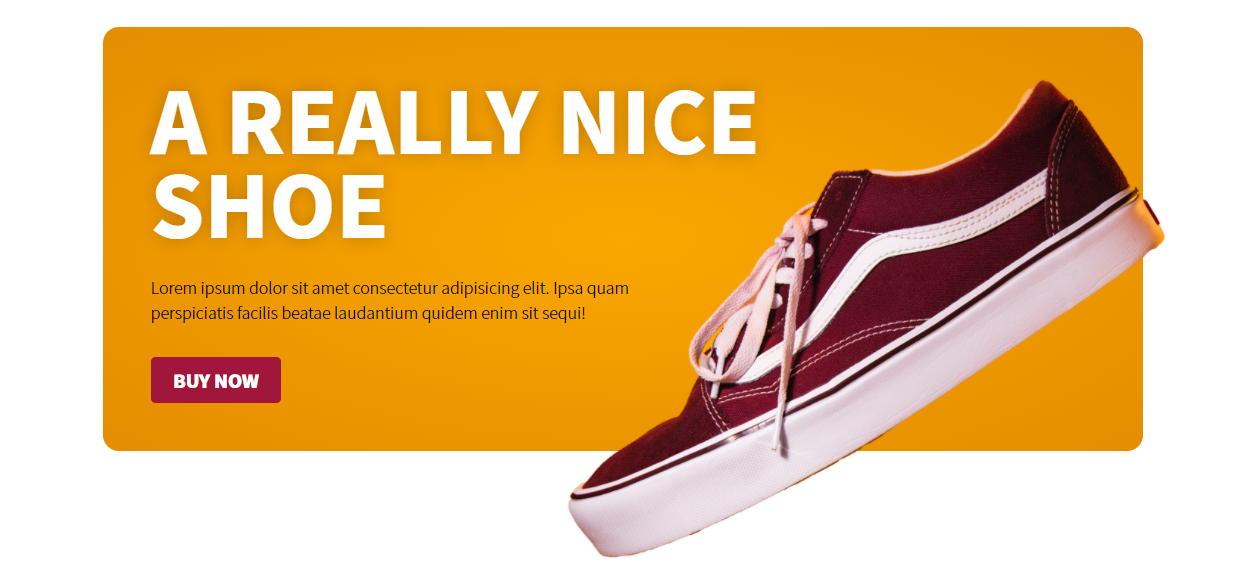 A REALLY NICE
SHOE
Lorem ipsum dolor sit amet consectetur adipisicing elit. Ipsa quam
perspiciatis facilis beatae laudantium quidem enim sit sequi!
BUY NOW